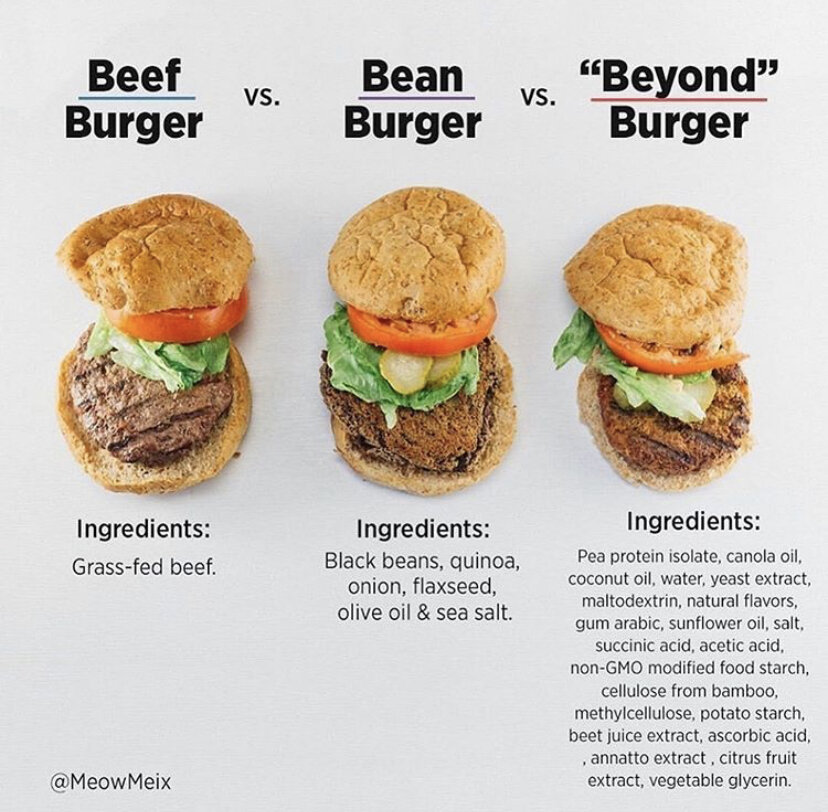 Beef
Burger
vs.
Bean
Burger
vs.
“Beyond”
Burger
Ingredients:
Grass-fed beef.
Ingredients:
Black beans, quinoa,
onion, flaxseed,
olive oil & sea salt.
Ingredients:
Pea protein isolate, canola oil,
coconut oil, water, yeast extract,
maltodextrin, natural flavors,
gum arabic, sunflower oil, salt,
succinic acid, acetic acid,
non-GMO modified food starch,
cellulose from bamboo,
methylcellulose, potato starch,
beet juice extract, ascorbic acid,
, annatto extract , citrus fruit
extract, vegetable glycerin.
@MeowMeix